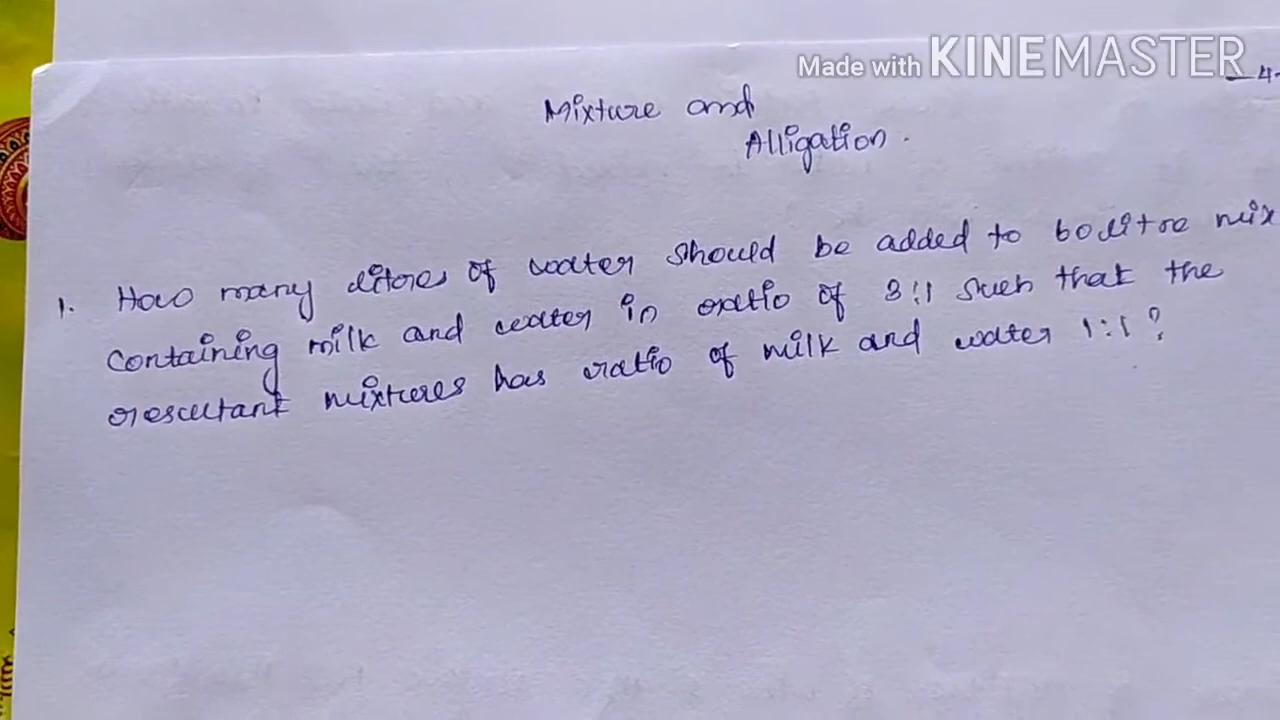 Made with KINEMASTER
4
Mixture and
Alligation.
1. How many litres of water should be added to 60 litre mix
containing milk and water in ratio of 3:1 such that the
resultant mixtures has ratio of milk and water 1:1?